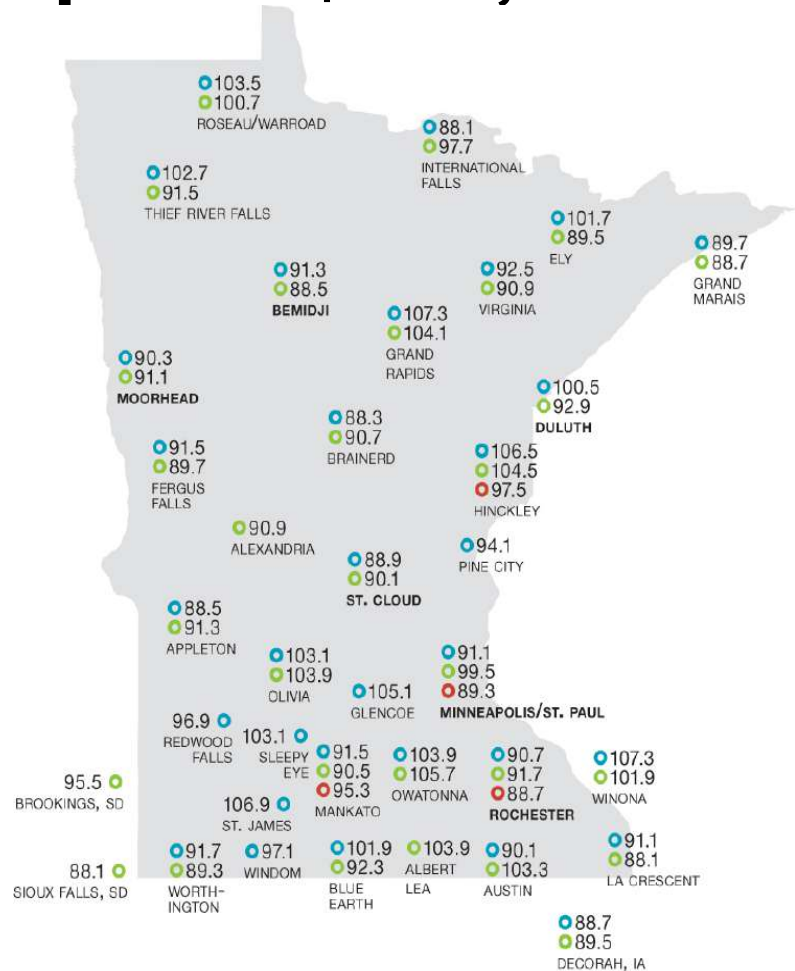 103.5
100.7
ROSEAU/WARROAD
88.1
97.7
INTERNATIONAL
FALLS
102.7
91.5
THIEF RIVER FALLS
101.7
89.5
ELY
89.7
88.7
GRAND
MARAIS
91.3
88.5
BEMIDJI
92.5
90.9
VIRGINIA
107.3
104.1
GRAND
RAPIDS
90.3
91.1
MOORHEAD
100.5
92.9
DULUTH
88.3
90.7
BRAINERD
91.5
89.7
FERGUS
FALLS
106.5
104.5
97.5
HINCKLEY
90.9
ALEXANDRIA
94.1
PINE CITY
88.9
90.1
ST. CLOUD
88.5
91.3
APPLETON
103.1
103.9
OLIVIA
105.1
GLENCOE
91.1
99.5
89.3
MINNEAPOLIS/ST. PAUL
96.9
REDWOOD
FALLS
103.1
SLEEPY
EYE
91.5
90.5
95.3
MANKATO
103.9
105.7
OWATONNA
90.7
91.7
88.7
ROCHESTER
107.3
101.9
WINONA
95.5
BROOKINGS, SD
106.9
ST. JAMES
88.1
SIOUX FALLS, SD
91.7
89.3
WORTH-
INGTON
97.1
WINDOM
101.9
92.3
BLUE
EARTH
103.9
ALBERT
LEA
90.1
103.3
AUSTIN
91.1
88.1
LA CRESCENT
88.7
89.5
DECORAH, IA